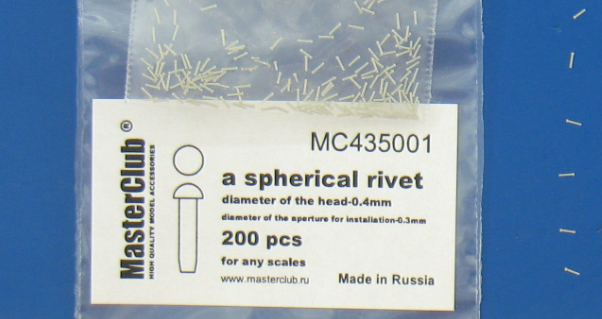 MasterClub®
HIGH QUALITY MODEL ACCESSORIES
MC435001
a spherical rivet
diameter of the head-0.4mm
diameter of the aperture for installation-0.3mm
200 pcs
for any scales
www.masterclub.ru Made in Russia